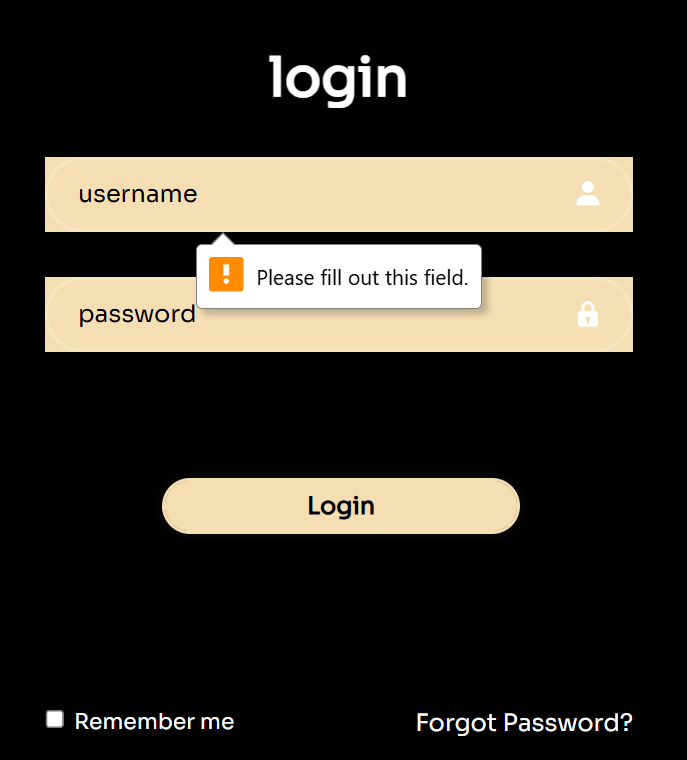 login
username
Please fill out this field.
password
Login
Remember me
Forgot Password?